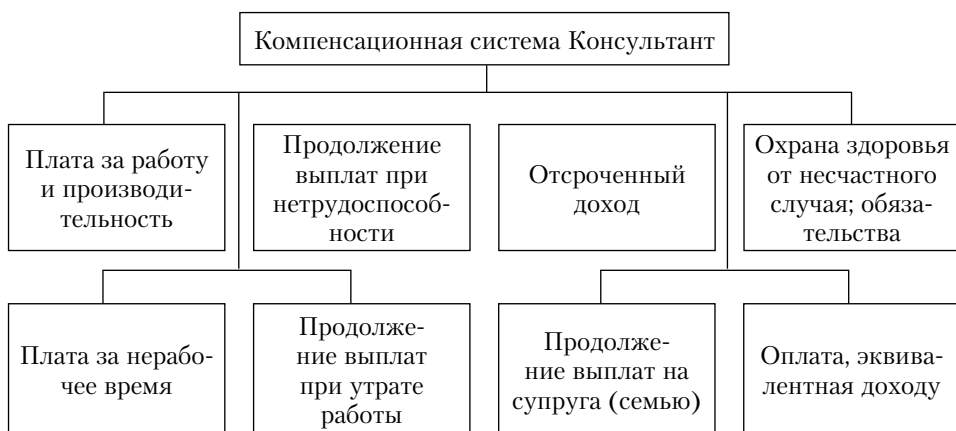 Компенсационная система Консультант
Плата за работу
и производи-
тельность
Продолжение
выплат при
нетрудоспособ-
ности
Отсроченный
доход
Охрана здоровья
от несчастного
случая; обяза-
тельства
Плата за нерабо-
чее время
Продолже-
ние выплат
при утрате
работы
Продолже-
ние выплат на
супруга (семью)
Оплата, эквива-
лентная доходу